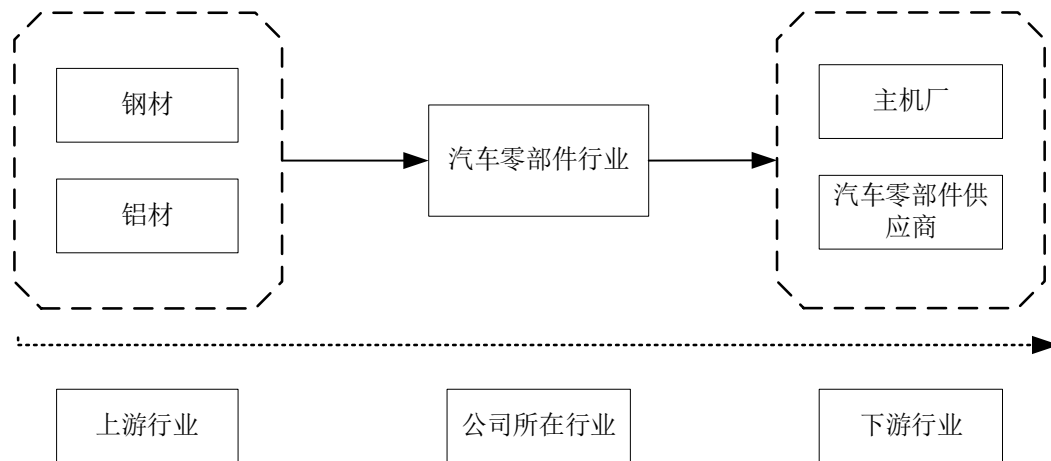 钢材
主机厂
汽车零部件行业
铝材
汽车零部件供
应商
上游行业
公司所在行业
下游行业